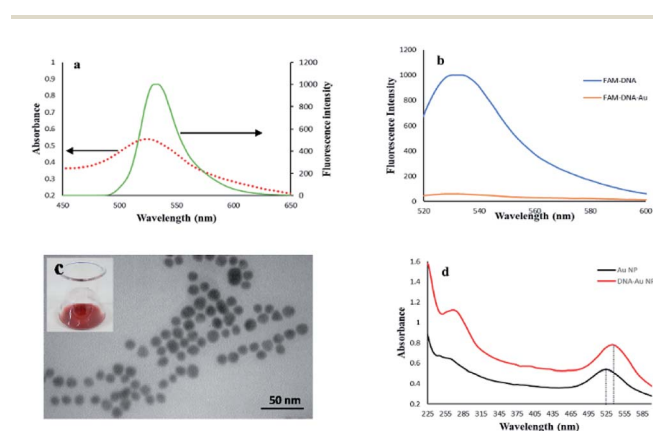 a
1
0.9
0.8
0.7
0.6
0.5
0.4
0.3
0.2
Absorbance
450 500 550 600 650
Wavelength (nm)
1200
1000
800
600
400
200
0
Fluorescence Intensity
b
1200
1000
800
600
400
200
0
Fluorescence Intensity
520 540 560 580 600
Wavelength (nm)
FAM-DNA
FAM-DNA-Au
c
50 nm
d
1.6
1.4
1.2
1
0.8
0.6
0.4
0.2
Absorbance
225 255 285 315 345 375 405 435 465 495 525 555 585
Wavelength (nm)
Au NP
DNA-Au NP